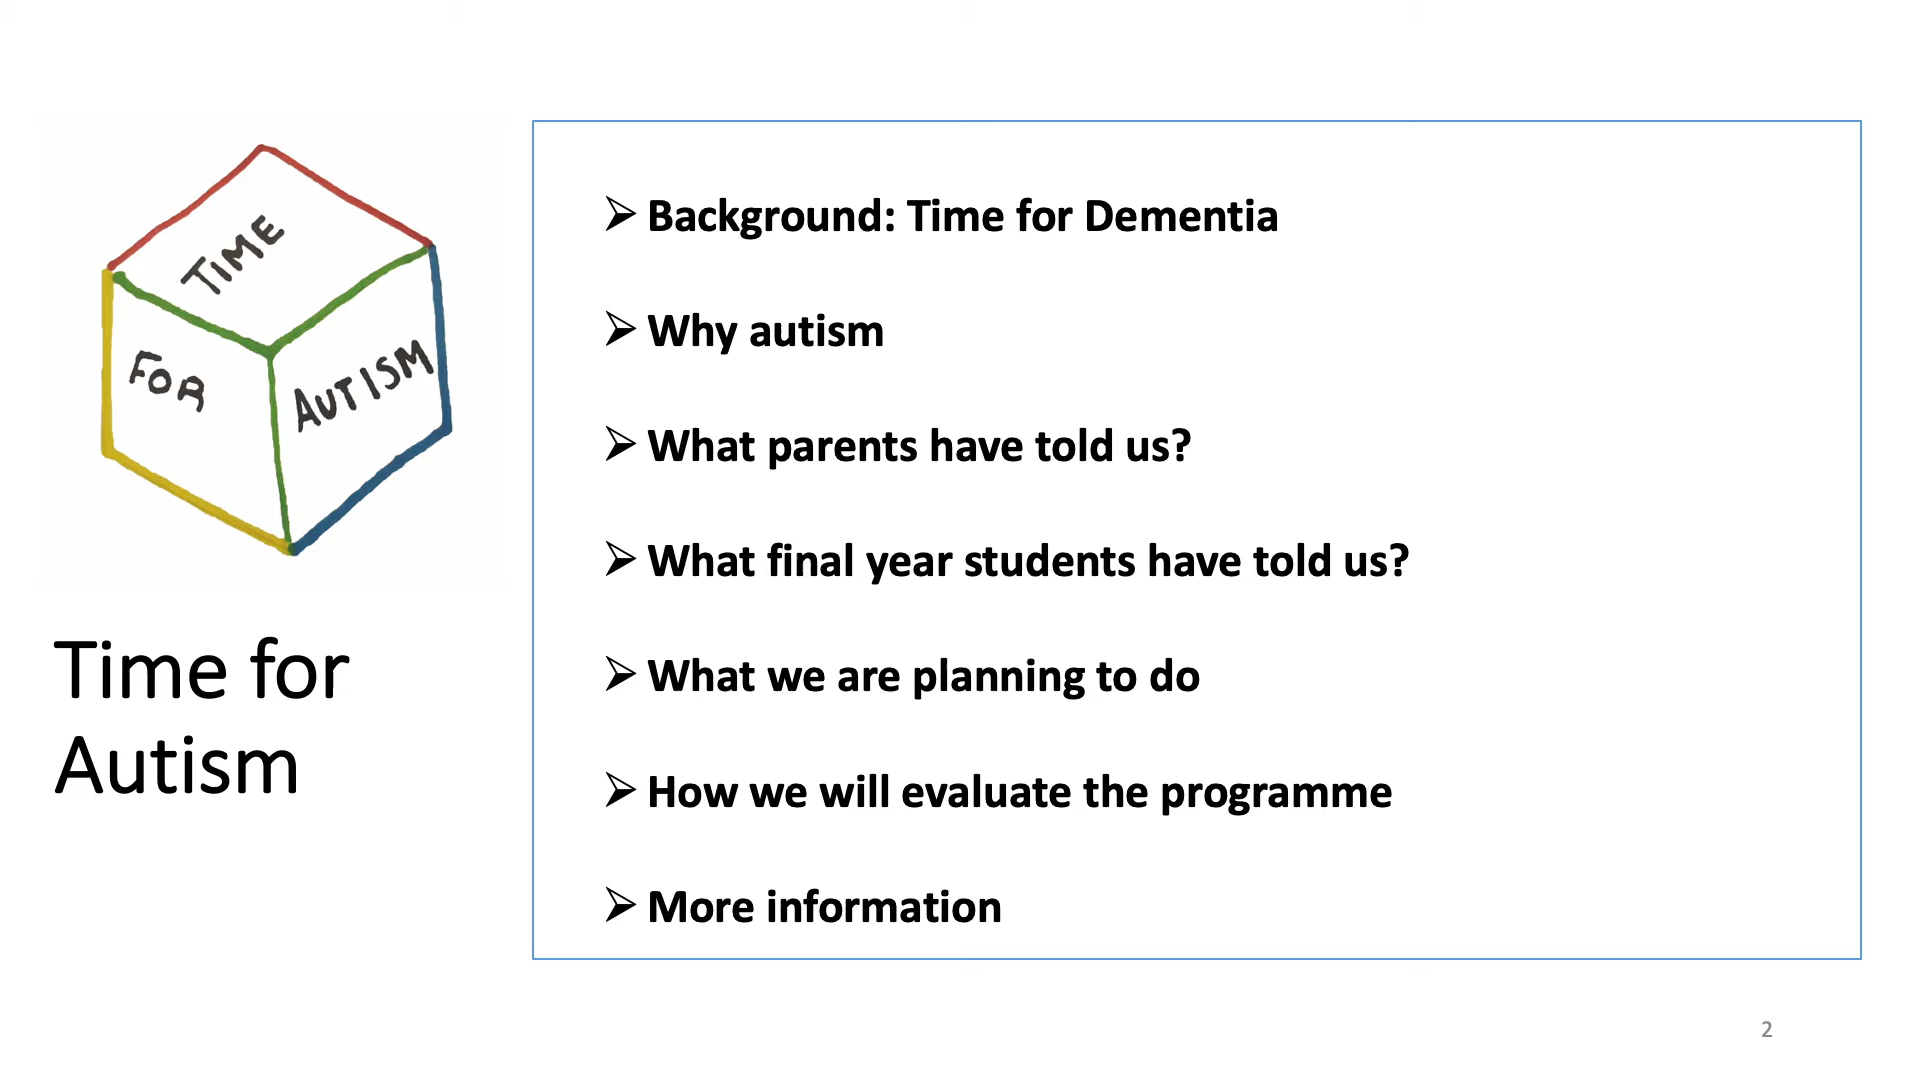 TIME
FOR
AUTISM
Time for
Autism
Background: Time for Dementia
Why autism
What parents have told us?
What final year students have told us?
What we are planning to do
How we will evaluate the programme
More information
2